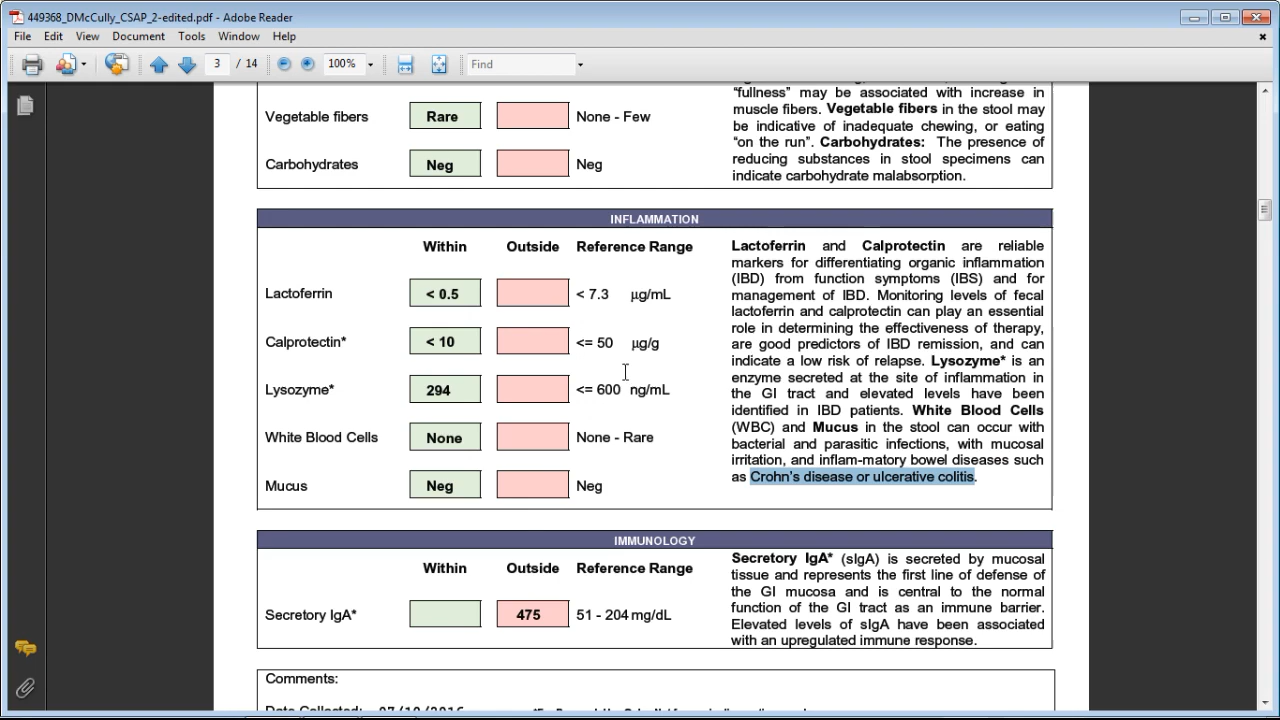 449368_DMcCully_CSAP_2-edited.pdf - Adobe Reader
File Edit View Document Tools Window Help
3 / 14 100% Find
Vegetable fibers Rare None - Few
Carbohydrates Neg Neg
"fullness" may be associated with increase in
muscle fibers. Vegetable fibers in the stool may
be indicative of inadequate chewing, or eating
"on the run". Carbohydrates: The presence of
reducing substances in stool specimens can
indicate carbohydrate malabsorption.
INFLAMMATION
Within Outside Reference Range
Lactoferrin < 0.5 < 7.3 µg/mL
Calprotectin* < 10 <= 50 µg/g
Lysozyme* 294 <= 600 ng/mL
White Blood Cells None None - Rare
Mucus Neg Neg
Lactoferrin and Calprotectin are reliable
markers for differentiating organic inflammation
(IBD) from function symptoms (IBS) and for
management of IBD. Monitoring levels of fecal
lactoferrin and calprotectin can play an essential
role in determining the effectiveness of therapy,
are good predictors of IBD remission, and can
indicate a low risk of relapse. Lysozyme* is an
enzyme secreted at the site of inflammation in
the GI tract and elevated levels have been
identified in IBD patients. White Blood Cells
(WBC) and Mucus in the stool can occur with
bacterial and parasitic infections, with mucosal
irritation, and inflam-matory bowel diseases such
as Crohn's disease or ulcerative colitis.
IMMUNOLOGY
Within Outside Reference Range
Secretory IgA* 475 51 - 204 mg/dL
Secretory IgA* (sIgA) is secreted by mucosal
tissue and represents the first line of defense of
the GI mucosa and is central to the normal
function of the GI tract as an immune barrier.
Elevated levels of sIgA have been associated
with an upregulated immune response.
Comments:
Date Collected: 07/10/2016